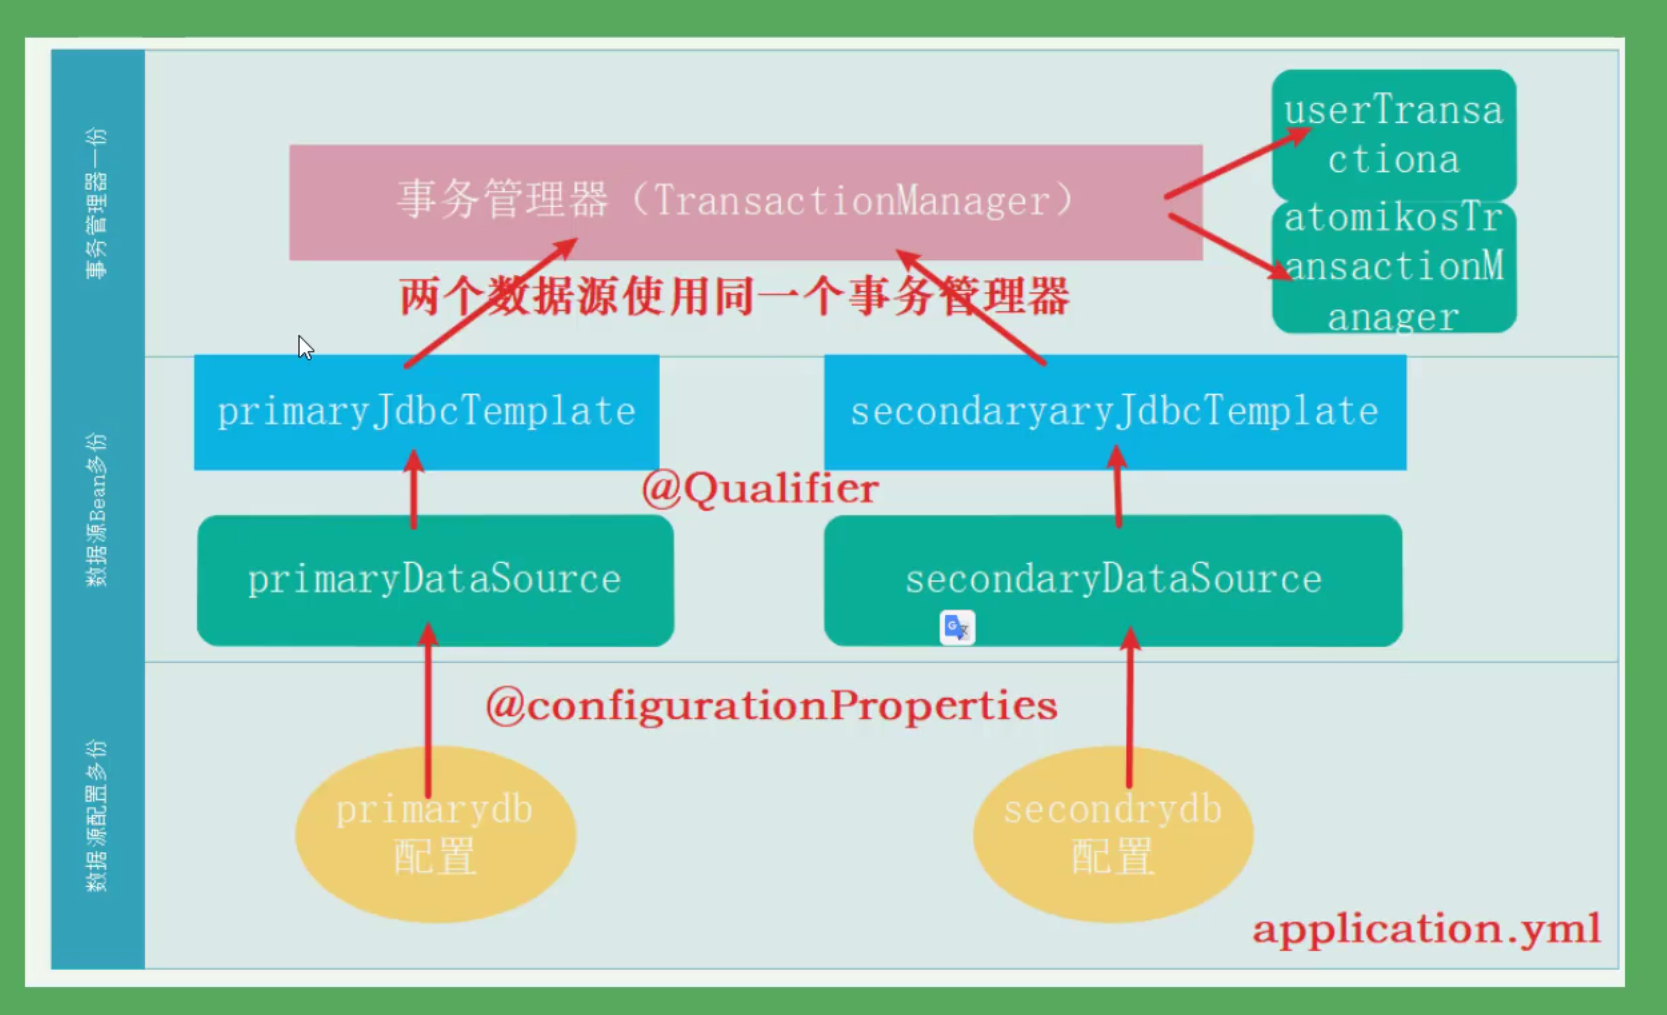 事务管理器一份
事务管理器（TransactionManager）
userTransa
ctiona
atomikosTr
ansactionM
anager
两个数据源使用同一个事务管理器
数据源Bean多份
primaryJdbcTemplate
secondaryaryJdbcTemplate
@Qualifier
primaryDataSource
secondaryDataSource
@configurationProperties
数据源配置多份
primarydb
配置
secondrydb
配置
application.yml